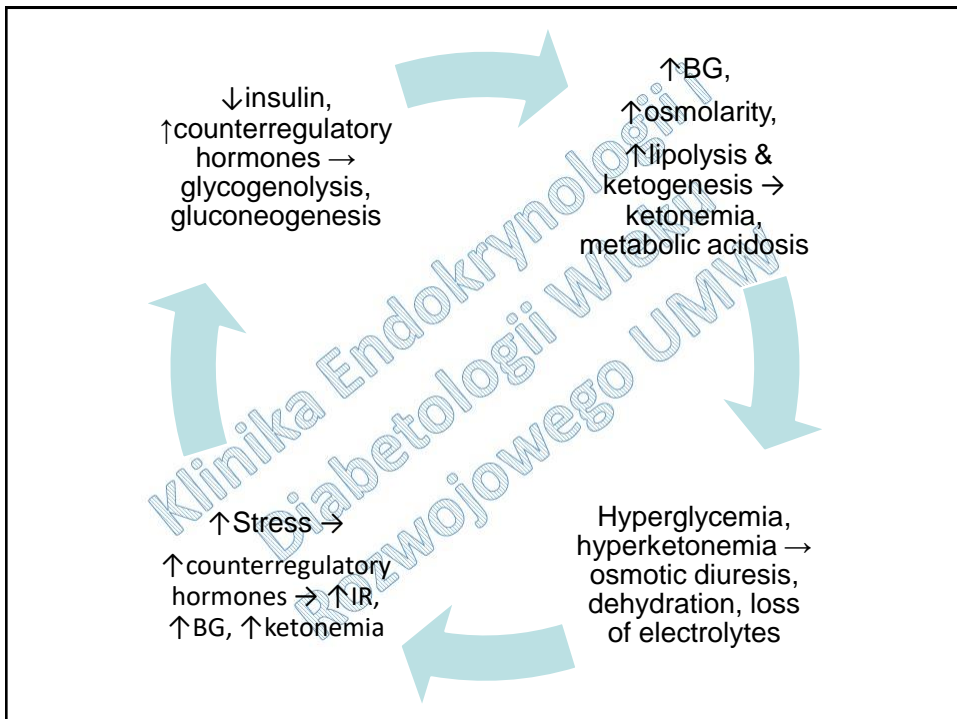 ↓insulin,
↑counterregulatory
hormones →
glycogenolysis,
gluconeogenesis
↑BG,
↑osmolarity,
↑lipolysis &
ketogenesis →
ketonemia,
metabolic acidosis
Hyperglycemia,
hyperketonemia →
osmotic diuresis,
dehydration, loss
of electrolytes
↑Stress →
↑counterregulatory
hormones → ↑IR,
↑BG, ↑ketonemia
Klinika Endokrynologii i
Diabetologii Wieku
Rozwojowego UMW